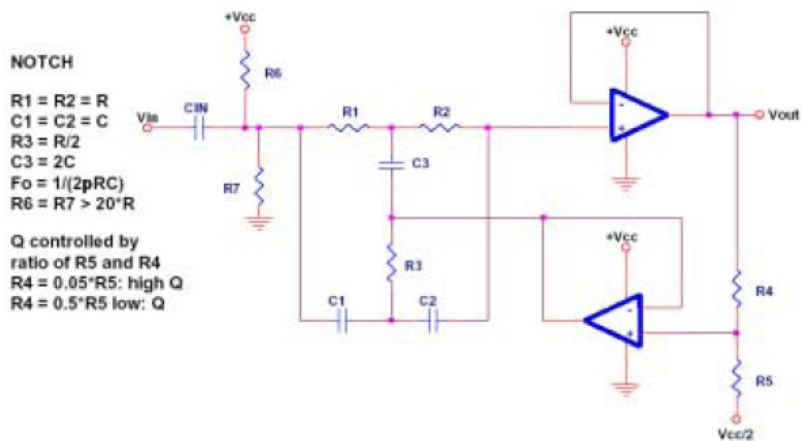 NOTCH
R1 = R2 = R
C1 = C2 = C
R3 = R/2
C3 = 2C
Fo = 1/(2pRC)
R6 = R7 > 20*R
Q controlled by
ratio of R5 and R4
R4 = 0.05*R5: high Q
R4 = 0.5*R5 low: Q
+Vcc
R6
CIN
Vin
R7
R1
R2
C3
R3
C1
C2
+Vcc
-
+
Vout
+Vcc
-
+
R4
R5
Vcc/2